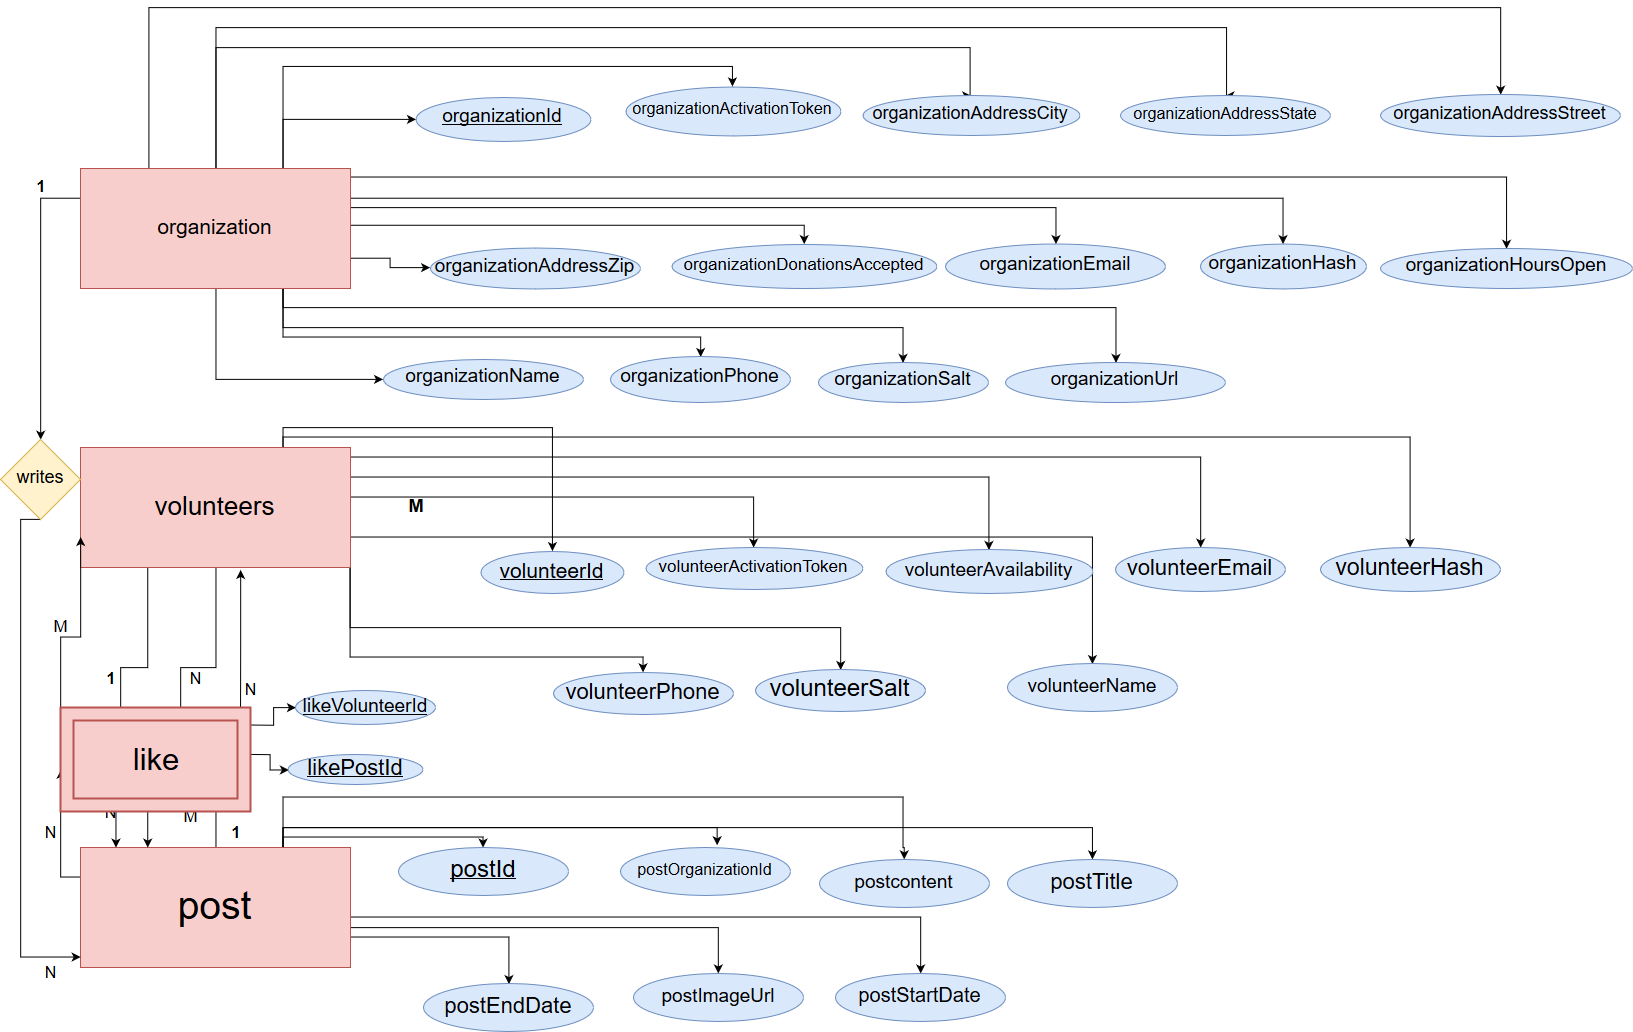 organizationId
organizationActivationToken
organizationAddressCity
organizationAddressState
organizationAddressStreet
1
organization
organizationAddressZip
organizationDonationsAccepted
organizationEmail
organizationHash
organizationHoursOpen
organizationName
organizationPhone
organizationSalt
organizationUrl
writes
volunteers
M
volunteerId
volunteerActivationToken
volunteerAvailability
volunteerEmail
volunteerHash
M
1
N
N
volunteerPhone
volunteerSalt
volunteerName
likeVolunteerId
like
likePostId
N
N
M
1
postId
postOrganizationId
postcontent
postTitle
post
N
postEndDate
postImageUrl
postStartDate